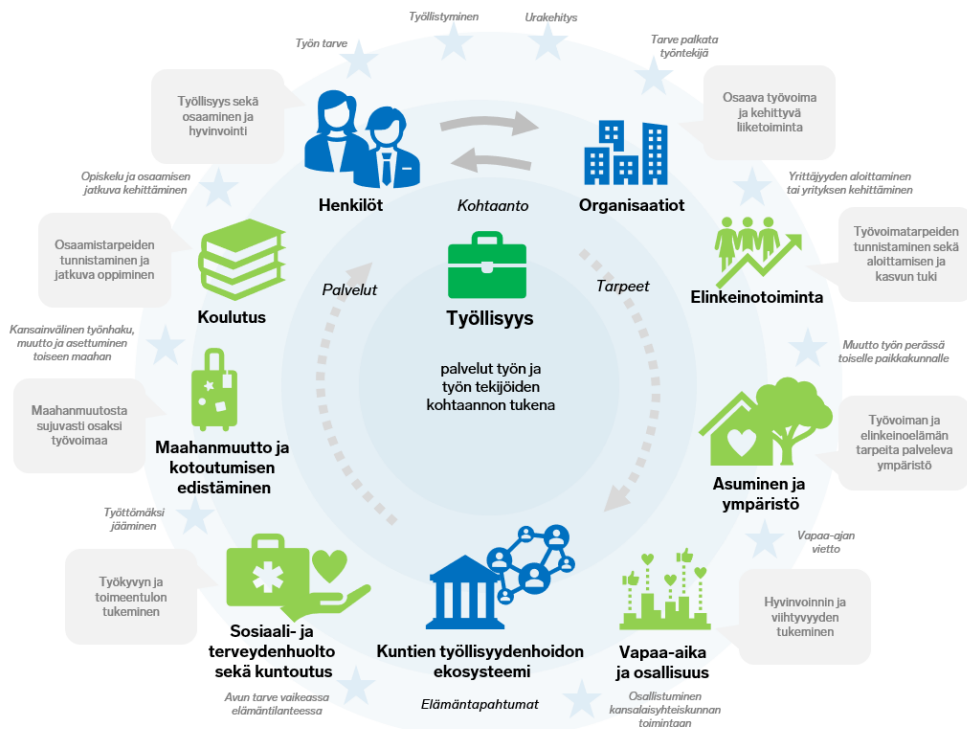 Työllistyminen
Urakehitys
Työn tarve
Tarve palkata
työntekijä
Työllisyys sekä
osaaminen ja
hyvinvointi
Osaava työvoima
ja kehittyvä
liiketoiminta
Opiskelu ja osaamisen
jatkuva kehittäminen
Henkilöt
Kohtaanto
Organisaatiot
Yrittäjyyden aloittaminen
tai yrityksen kehittäminen
Osaamistarpeiden
tunnistaminen ja
jatkuva oppiminen
Koulutus
Palvelut
Työllisyys
Tarpeet
Elinkeinotoiminta
Työvoimatarpeiden
tunnistaminen sekä
aloittamisen ja
kasvun tuki
Kansainvälinen työnhaku,
muutto ja asettuminen
toiseen maahan
palvelut työn ja
työn tekijöiden
kohtaannon tukena
Muutto työn perässä
toiselle paikkakunnalle
Maahanmuutosta
sujuvasti osaksi
työvoimaa
Maahanmuutto ja
kotoutumisen
edistäminen
Asuminen ja
ympäristö
Työvoiman ja
elinkeinoelämän
tarpeita palveleva
ympäristö
Työttömäksi
jääminen
Vapaa-ajan
vietto
Työkyvyn ja
toimeentulon
tukeminen
Sosiaali- ja
terveydenhuolto
sekä kuntoutus
Kuntien työllisyydenhoidon
ekosysteemi
Vapaa-aika
ja osallisuus
Hyvinvoinnin ja
viihtyvyyden
tukeminen
Avun tarve vaikeassa
elämäntilanteessa
Elämäntapahtumat
Osallistuminen
kansalaisyhteiskunnan
toimintaan